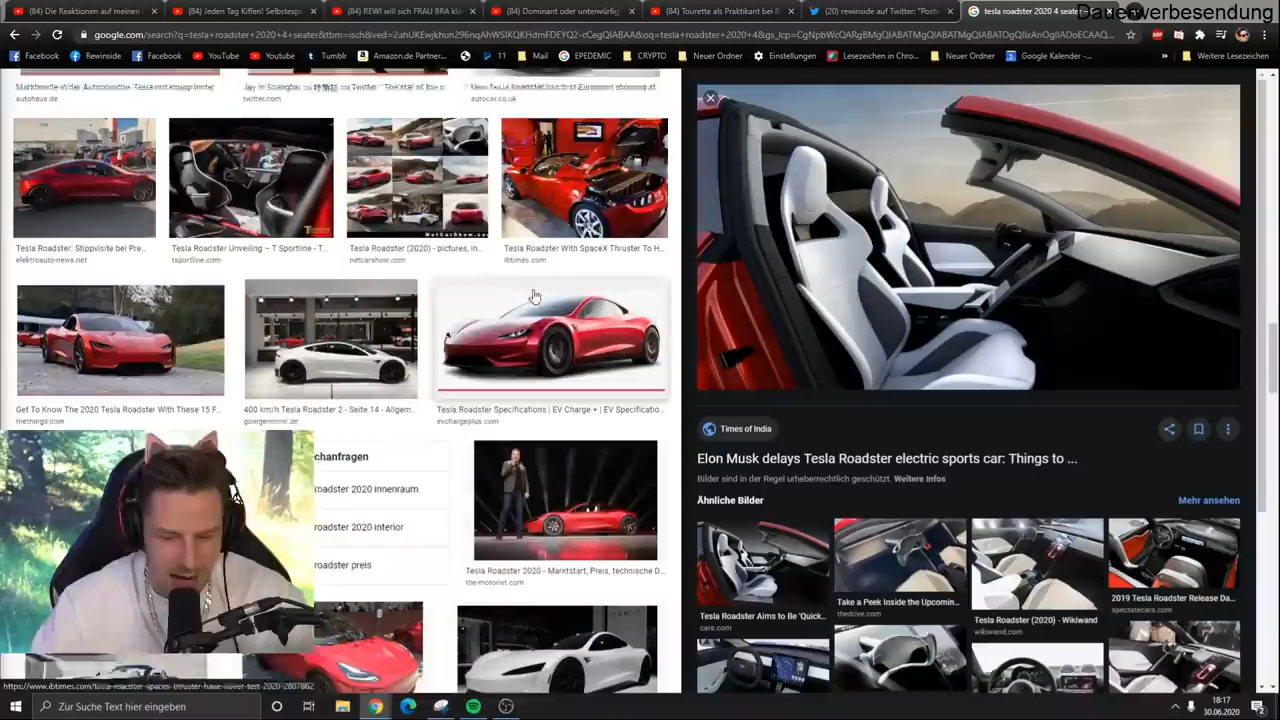 Dauerwerbesendung
(84) Die Reaktionen auf meinen
(84) Jeden Tag Kiffen! Selbstexpe
(84) REWI will sich FRAU BRA kl
(84) Dominant oder unterwürfig
(84) Tourette als Praktikant bei R
(20) rewinside auf Twitter: "Post
tesla roadster 2020 4 seater
google.com/search?q=tesla+roadster+2020+4+seater&tbm=isch&ved=
Facebook
Facebook
YouTube
Youtube
Tumblr
Amazon.de Partner...
11
Mail
EPEDEMIC
CRYPTO
Neuer Ordner
Einstellungen
Lesezeichen in Chro...
Neuer Ordner
Google Kalender -...
»
Weitere Lesezeichen
autohaus.de
twitter.com
autocar.co.uk
NetCarShow.com
Tesla Roadster: Stippvisite bei Pre...
Tesla Roadster Unveiling – T Sportline - T...
Tesla Roadster (2020) - pictures, in...
Tesla Roadster With SpaceX Thruster To H...
elektroauto-news.net
tsportline.com
netcarshow.com
ibtimes.com
Get To Know The 2020 Tesla Roadster With These 15 F...
400 km/h Tesla Roadster 2 - Seite 14 - Allgem...
Tesla Roadster Specifications | EV Charge + | EV Specificatio...
evchargeplus.com
chanfragen
roadster 2020 innenraum
roadster 2020 interior
roadster preis
Tesla Roadster 2020 - Marktstart, Preis, technische D...
the-motorist.com
Times of India
Elon Musk delays Tesla Roadster electric sports car: Things to ...
Bilder sind in der Regel urheberrechtlich geschützt. Weitere Infos
Ähnliche Bilder
Mehr ansehen
Tesla Roadster Aims to Be 'Quick...
cars.com
Take a Peek Inside the Upcomin...
thedrive.com
Tesla Roadster (2020) - Wikiwand
wikiwand.com
2019 Tesla Roadster Release Da...
spectatecars.com
Zur Suche Text hier eingeben
18:17
30.06.2020
2